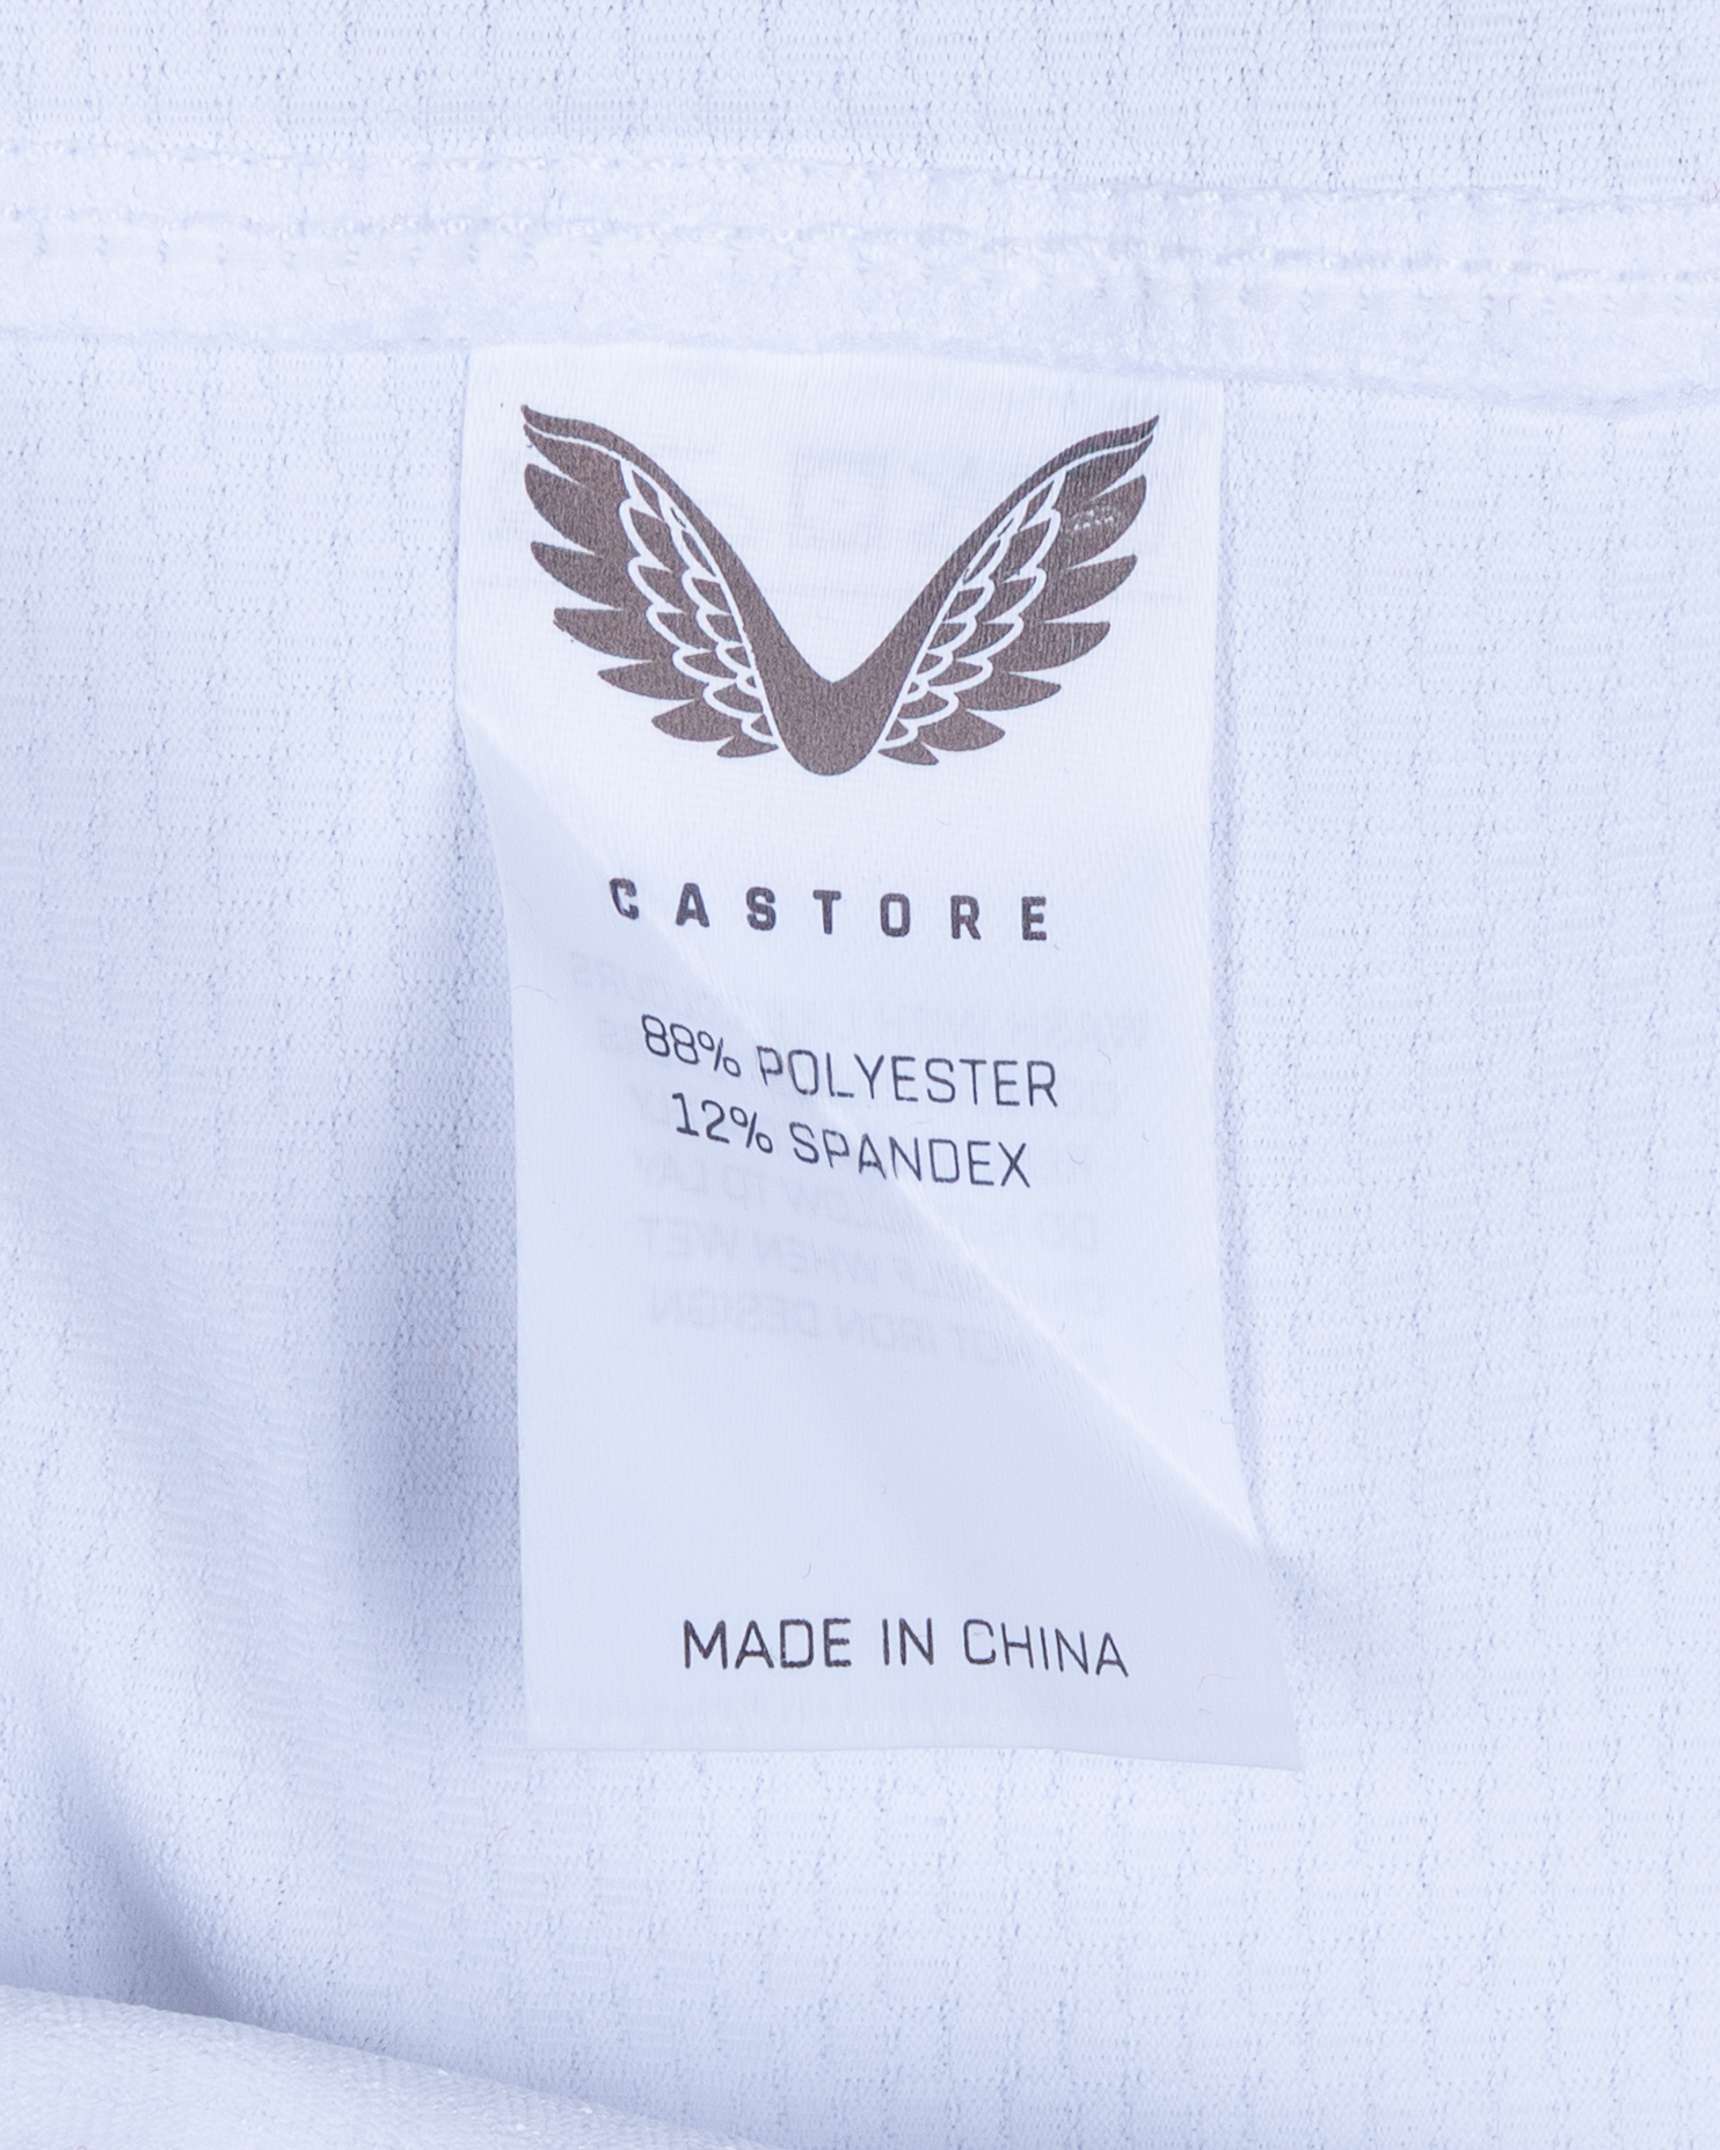 CASTORE
88% POLYESTER
12% SPANDEX
MADE IN CHINA